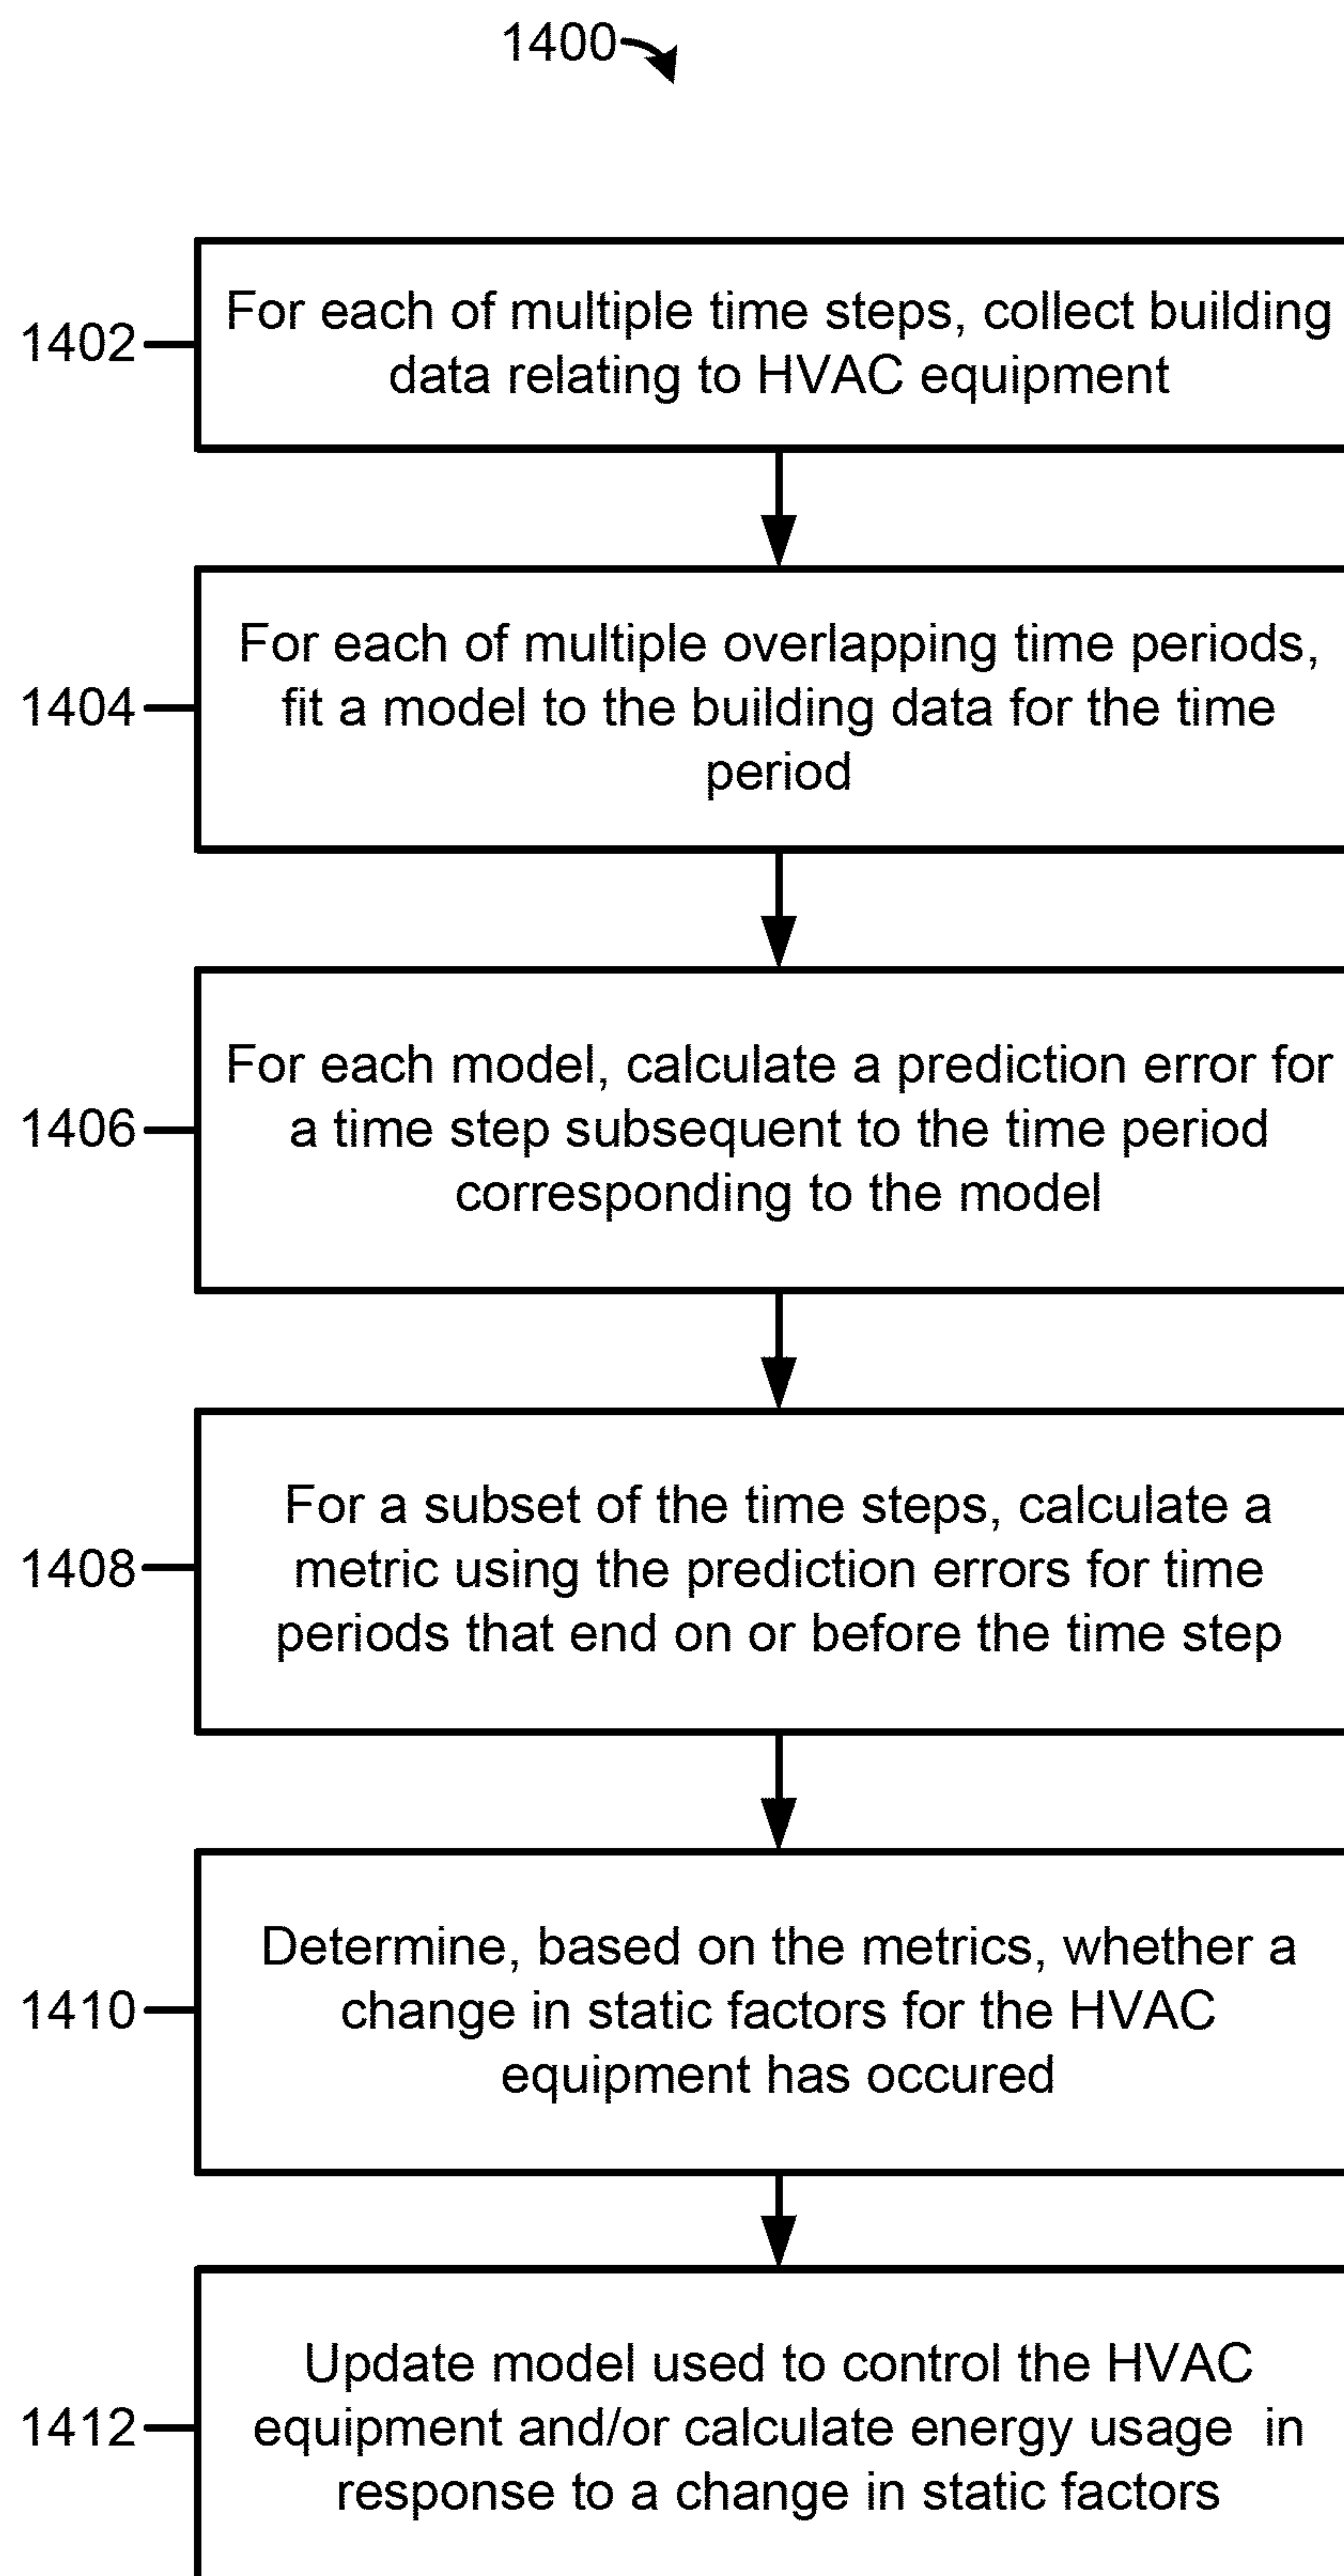 1400
1402
For each of multiple time steps, collect building
data relating to HVAC equipment
1404
For each of multiple overlapping time periods,
fit a model to the building data for the time
period
1406
For each model, calculate a prediction error for
a time step subsequent to the time period
corresponding to the model
1408
For a subset of the time steps, calculate a
metric using the prediction errors for time
periods that end on or before the time step
1410
Determine, based on the metrics, whether a
change in static factors for the HVAC
equipment has occured
1412
Update model used to control the HVAC
equipment and/or calculate energy usage  in
response to a change in static factors